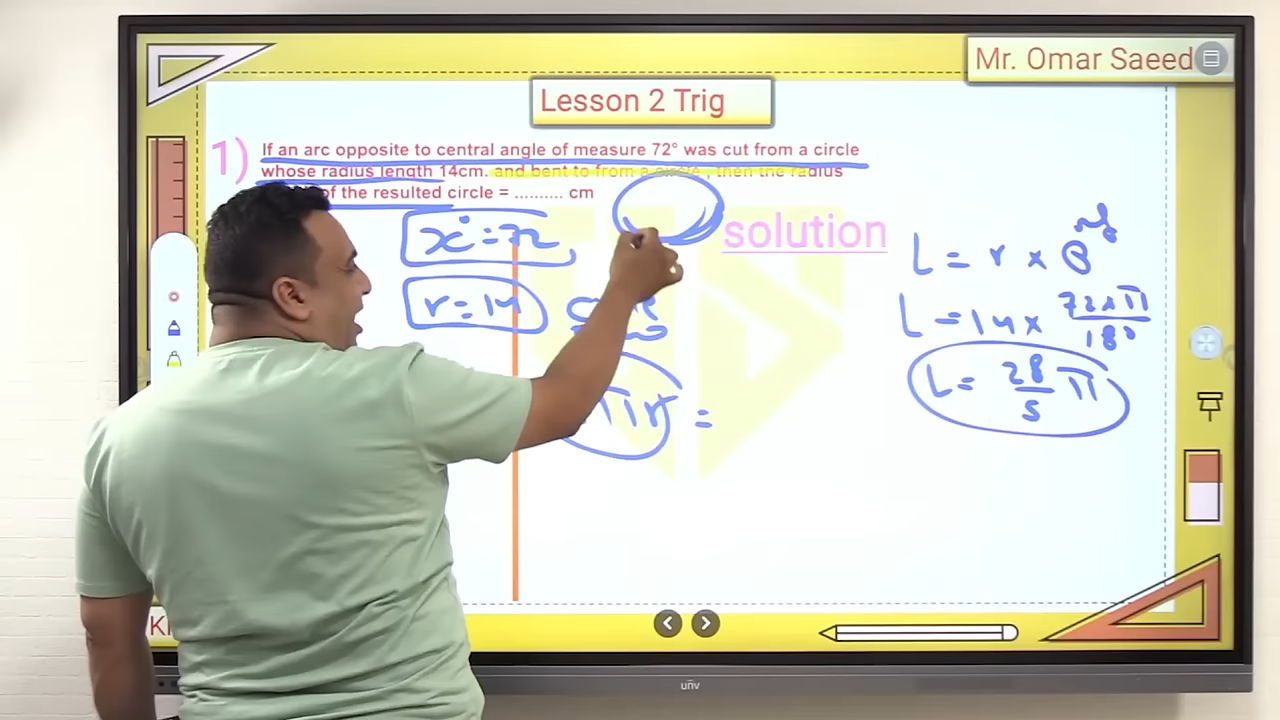 Mr. Omar Saeed
Lesson 2 Trig
1) If an arc opposite to central angle of measure 72° was cut from a circle
whose radius length 14cm. and bent to from a circle, then the radius
of the resulted circle = .......... cm
solution
x° = 72
r = 14
πr =
L = r × θ
L = 14 × 72×π
180
L = 28 π
5
unv